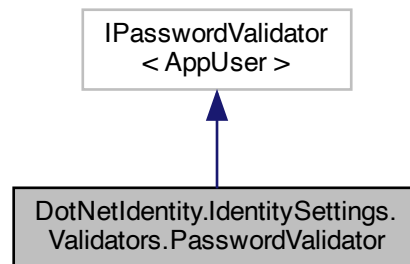 IPasswordValidator
< AppUser >
DotNetIdentity.IdentitySettings.
Validators.PasswordValidator